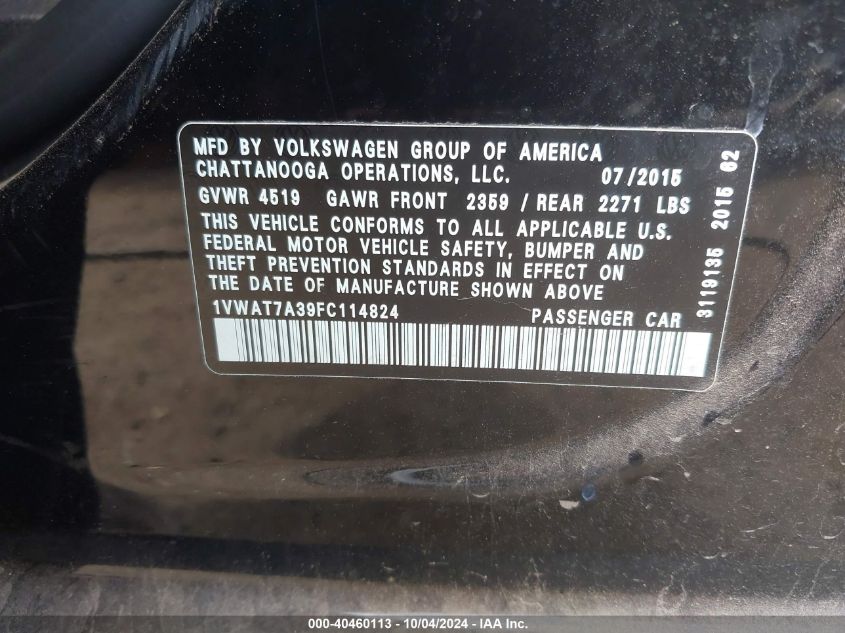 MFD BY VOLKSWAGEN GROUP OF AMERICA
CHATTANOOGA OPERATIONS, LLC. 07/2015
GVWR 4519 GAWR FRONT 2359 / REAR 2271 LBS
THIS VEHICLE CONFORMS TO ALL APPLICABLE U.S.
FEDERAL MOTOR VEHICLE SAFETY, BUMPER AND
THEFT PREVENTION STANDARDS IN EFFECT ON
THE DATE OF MANUFACTURE SHOWN ABOVE
1VWAT7A39FC114824 PASSENGER CAR
3119135 2015 62
000-40460113 - 10/04/2024 - IAA Inc.